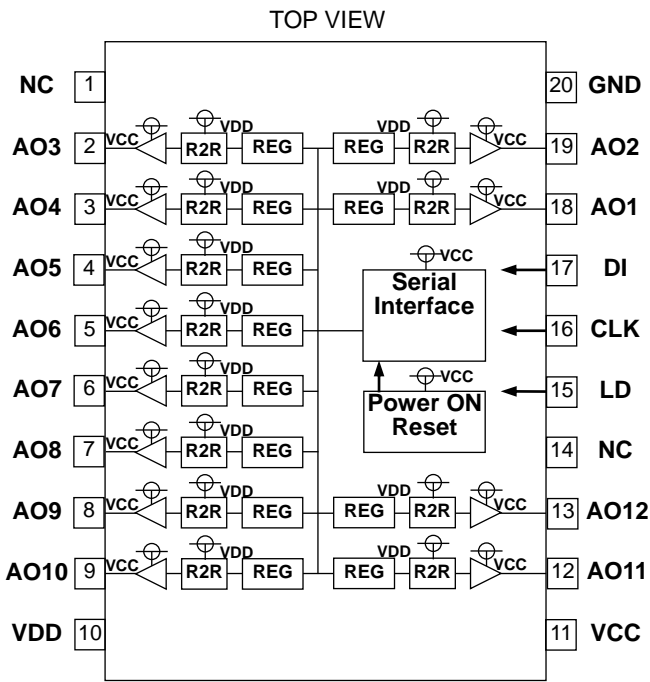 TOP VIEW
NC 1 20 GND
AO3 2 VCC R2R VDD REG REG VDD R2R VCC 19 AO2
AO4 3 VCC R2R VDD REG REG VDD R2R VCC 18 AO1
AO5 4 VCC R2R VDD REG VCC 17 DI
Serial
Interface
AO6 5 VCC R2R VDD REG 16 CLK
AO7 6 VCC R2R VDD REG VCC 15 LD
Power ON
Reset
AO8 7 VCC R2R VDD REG 14 NC
AO9 8 VCC R2R VDD REG REG VDD R2R VCC 13 AO12
AO10 9 VCC R2R VDD REG REG VDD R2R VCC 12 AO11
VDD 10 11 VCC